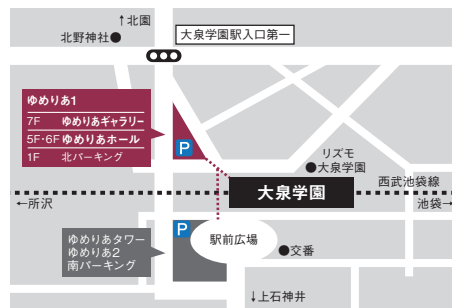 ↑北園
北野神社●
大泉学園駅入口第一
ゆめりあ1
7F ゆめりあギャラリー
5F・6F ゆめりあホール
1F 北パーキング
P
リズモ
●大泉学園
西武池袋線
大泉学園
←所沢
池袋→
P
ゆめりあタワー
ゆめりあ2
南パーキング
駅前広場
●交番
↓上石神井